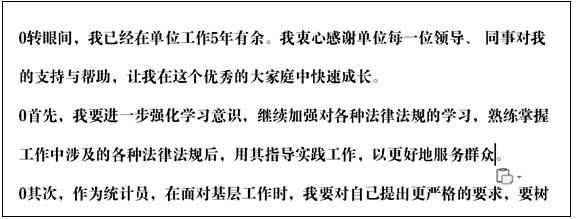 0转眼间，我已经在单位工作5年有余。我衷心感谢单位每一位领导、 同事对我
的支持与帮助，让我在这个优秀的大家庭中快速成长。
0首先，我要进一步强化学习意识，继续加强对各种法律法规的学习，熟练掌握
工作中涉及的各种法律法规后，用其指导实践工作，以更好地服务群众。
0其次，作为统计员，在面对基层工作时，我要对自己提出更严格的要求，要树